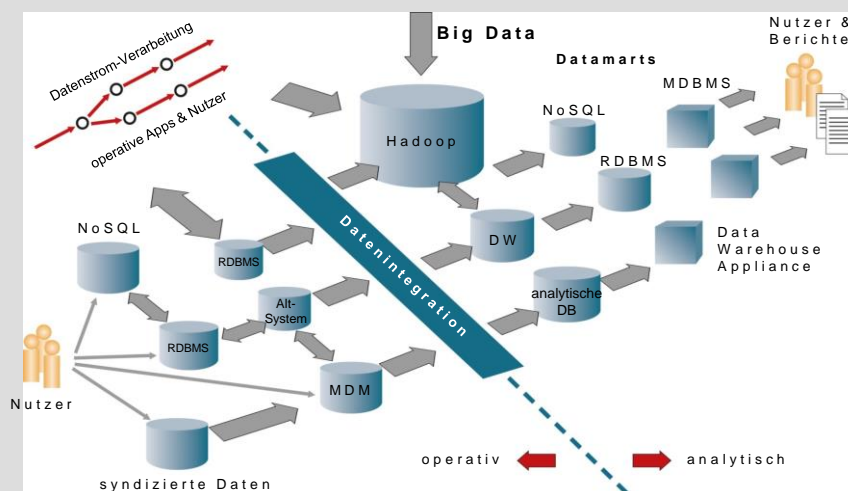 Nutzer &
Berichte
Big Data
Datenstrom-Verarbeitung
Datamarts
MDBMS
operative Apps & Nutzer
NoSQL
Hadoop
RDBMS
NoSQL
Datenintegration
DW
Data
Warehouse
Appliance
RDBMS
analytische
DB
Alt-
System
RDBMS
MDM
Nutzer
operativ
analytisch
syndizierte Daten